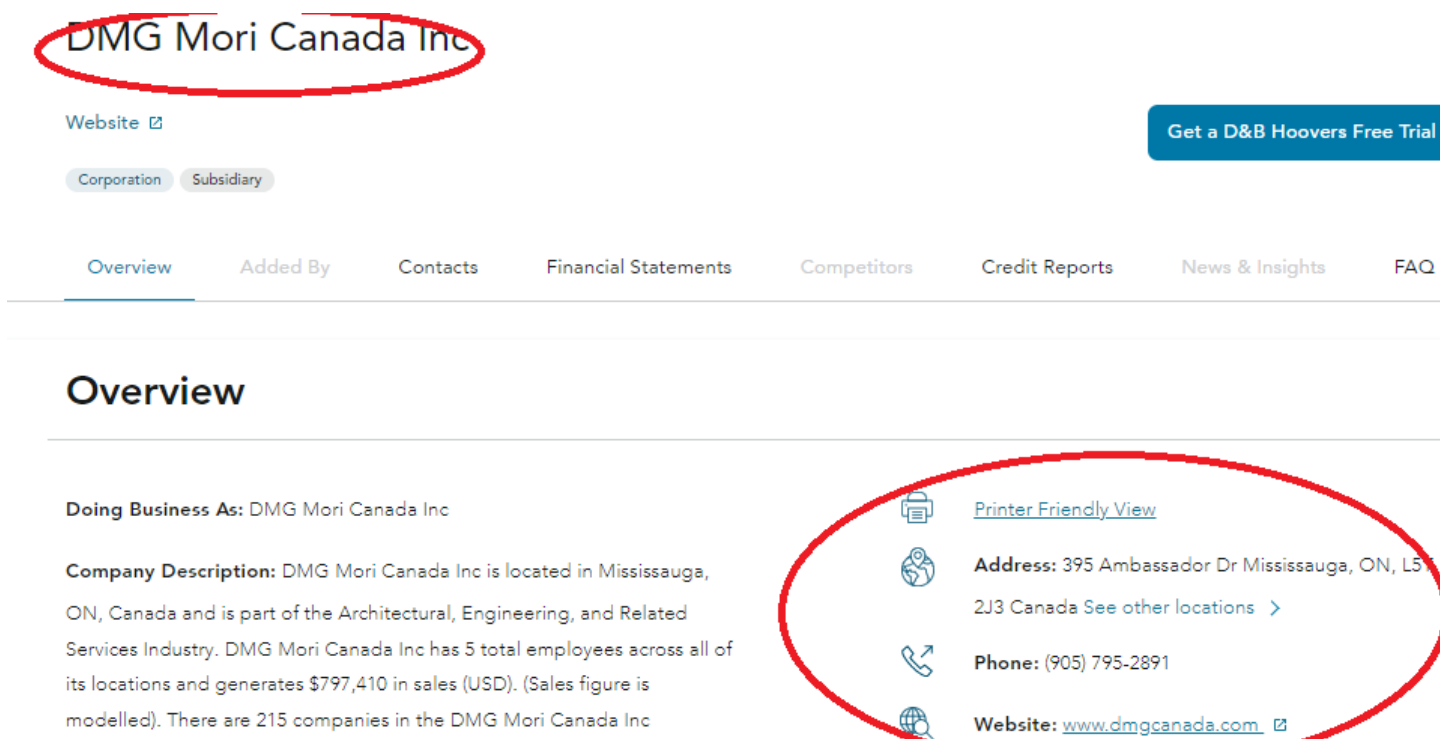 DMG Mori Canada Inc
Website
Get a D&B Hoovers Free Trial
Corporation Subsidiary
Overview Added By Contacts Financial Statements Competitors Credit Reports News & Insights FAQ
Overview
Doing Business As: DMG Mori Canada Inc
Company Description: DMG Mori Canada Inc is located in Mississauga,
ON, Canada and is part of the Architectural, Engineering, and Related
Services Industry. DMG Mori Canada Inc has 5 total employees across all of
its locations and generates $797,410 in sales (USD). (Sales figure is
modelled). There are 215 companies in the DMG Mori Canada Inc
Printer Friendly View
Address: 395 Ambassador Dr Mississauga, ON,
2J3 Canada See other locations >
Phone: (905) 795-2891
Website: www.dmgcanada.com